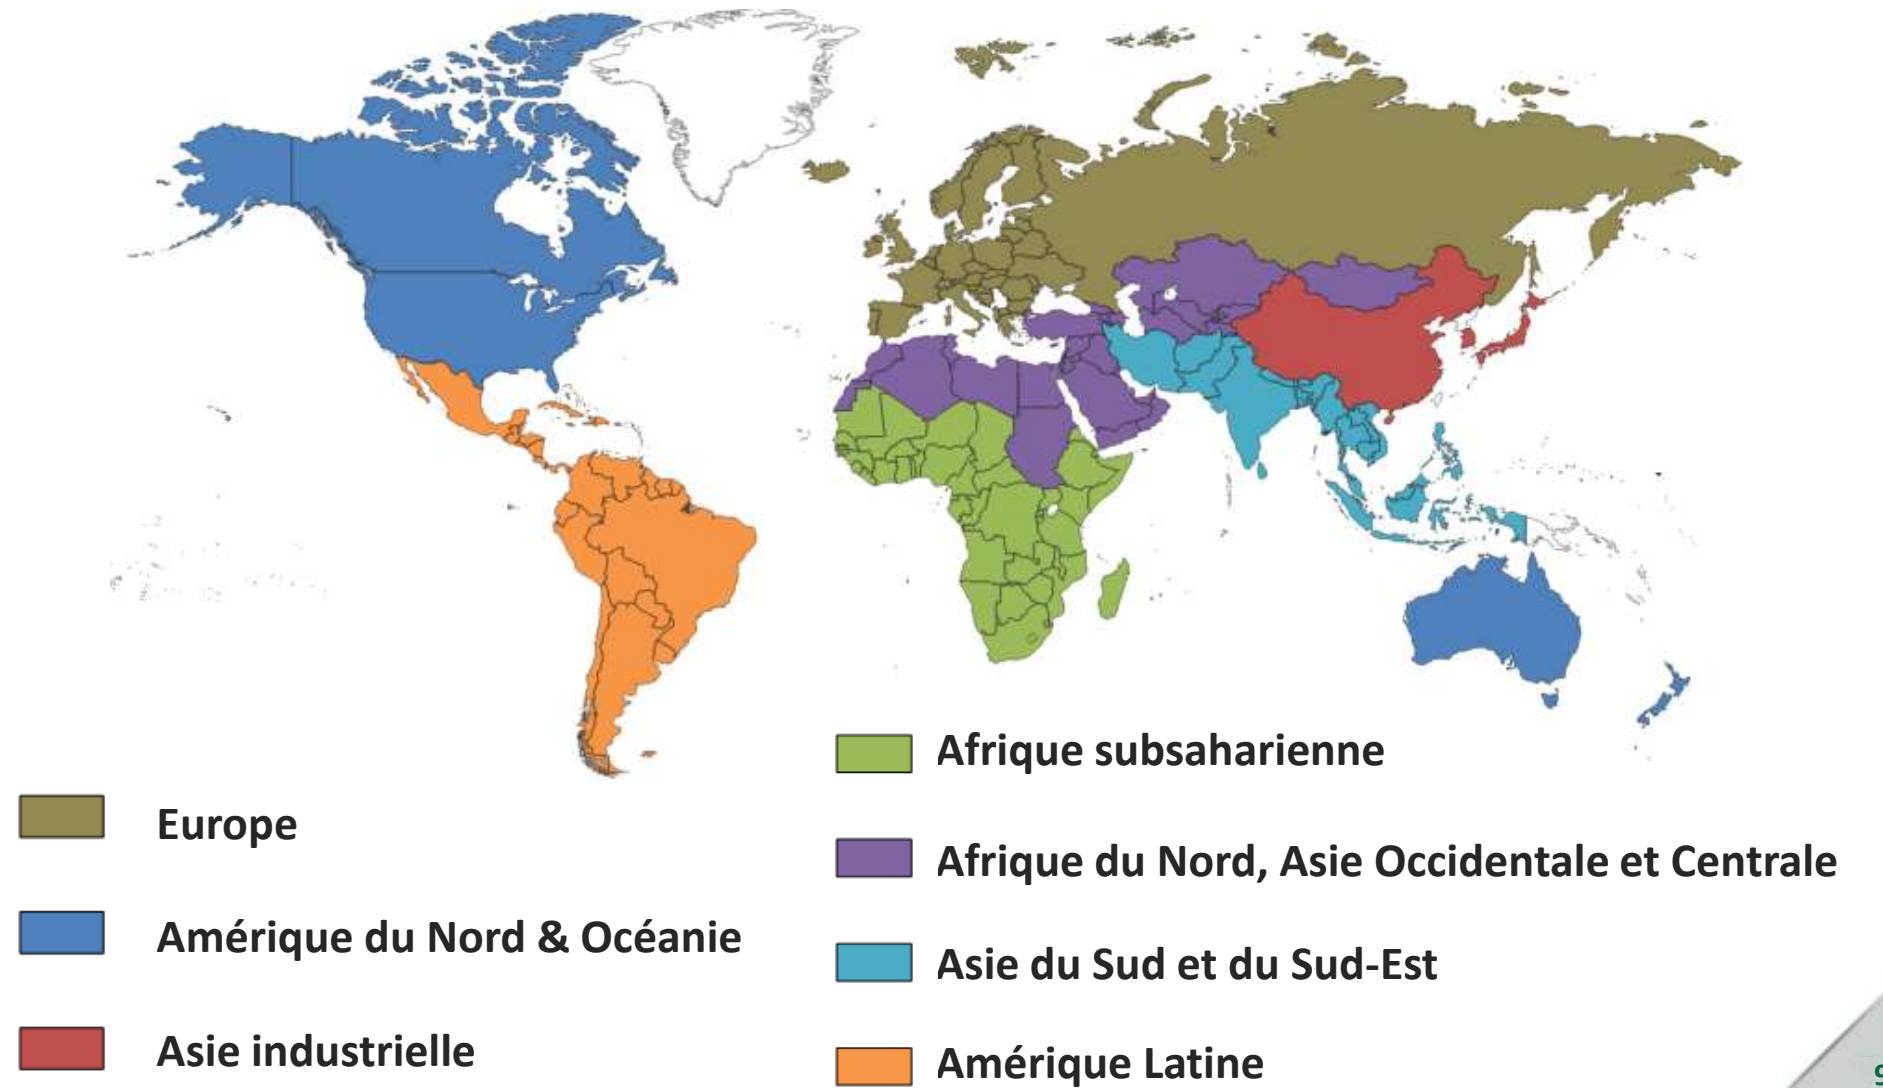 Europe
Amérique du Nord & Océanie
Asie industrielle
Afrique subsaharienne
Afrique du Nord, Asie Occidentale et Centrale
Asie du Sud et du Sud-Est
Amérique Latine